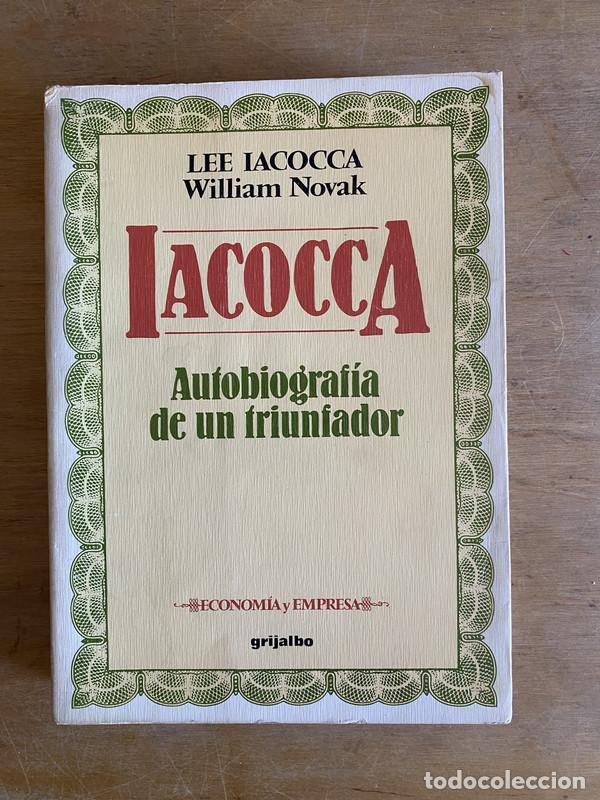 LEE IACOCCA
William Novak
IACOCCA
Autobiografía
de un triunfador
ECONOMÍA y EMPRESA
grijalbo
todocoleccion